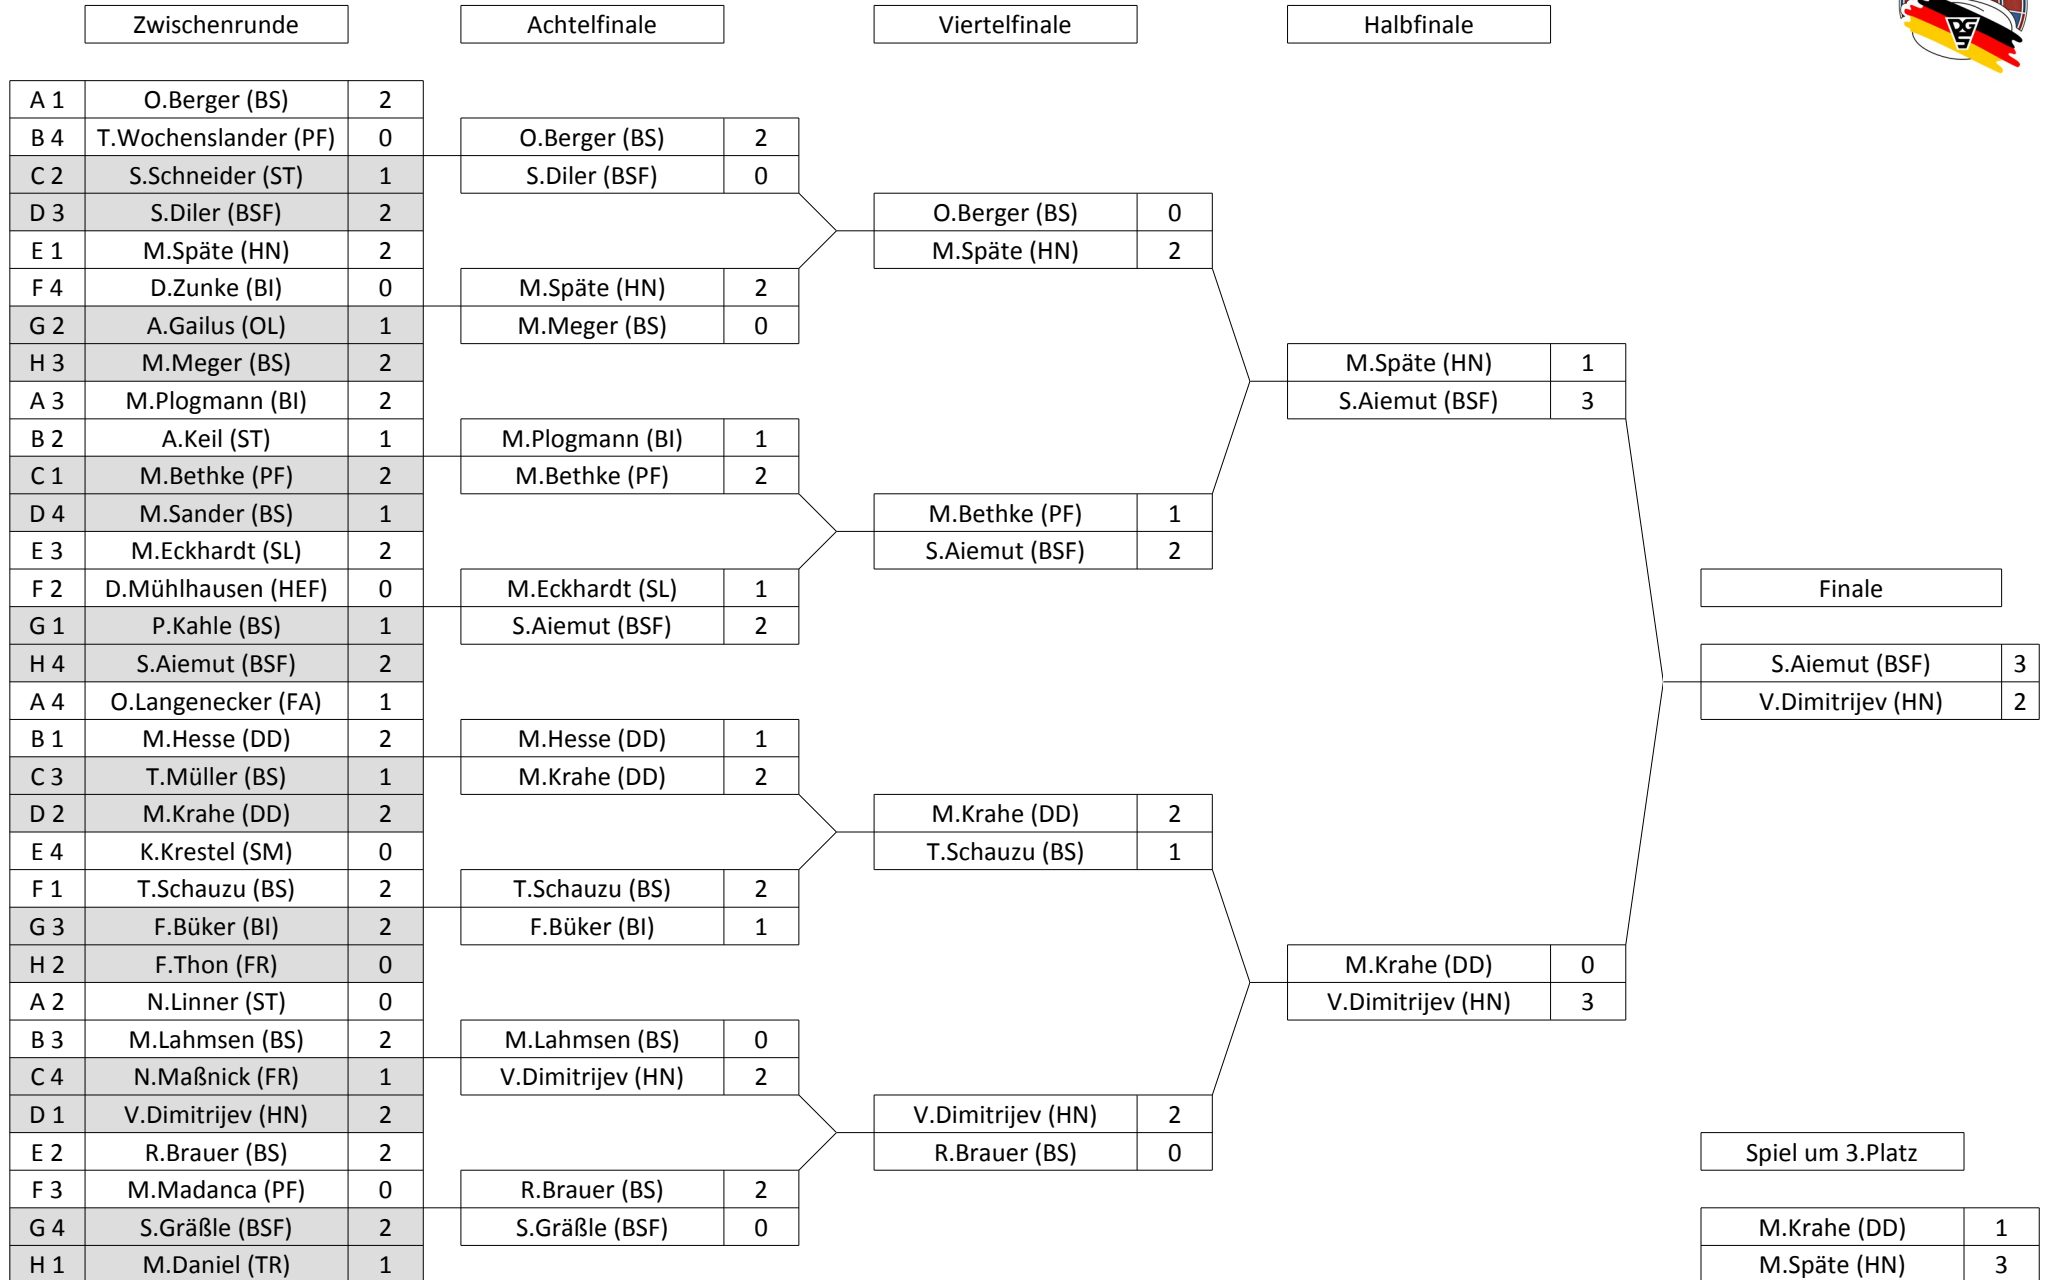 Zwischenrunde Achtelfinale Viertelfinale Halbfinale
DGS
A 1 O.Berger (BS) 2
B 4 T.Wochenslander (PF) 0 O.Berger (BS) 2
C 2 S.Schneider (ST) 1 S.Diler (BSF) 0
D 3 S.Diler (BSF) 2 O.Berger (BS) 0
E 1 M.Späte (HN) 2 M.Späte (HN) 2
F 4 D.Zunke (BI) 0 M.Späte (HN) 2
G 2 A.Gailus (OL) 1 M.Meger (BS) 0
H 3 M.Meger (BS) 2 M.Späte (HN) 1
A 3 M.Plogmann (BI) 2 S.Aiemut (BSF) 3
B 2 A.Keil (ST) 1 M.Plogmann (BI) 1
C 1 M.Bethke (PF) 2 M.Bethke (PF) 2
D 4 M.Sander (BS) 1 M.Bethke (PF) 1
E 3 M.Eckhardt (SL) 2 S.Aiemut (BSF) 2
F 2 D.Mühlhausen (HEF) 0 M.Eckhardt (SL) 1 Finale
G 1 P.Kahle (BS) 1 S.Aiemut (BSF) 2
H 4 S.Aiemut (BSF) 2 S.Aiemut (BSF) 3
A 4 O.Langenecker (FA) 1 V.Dimitrijev (HN) 2
B 1 M.Hesse (DD) 2 M.Hesse (DD) 1
C 3 T.Müller (BS) 1 M.Krahe (DD) 2
D 2 M.Krahe (DD) 2 M.Krahe (DD) 2
E 4 K.Krestel (SM) 0 T.Schauzu (BS) 1
F 1 T.Schauzu (BS) 2 T.Schauzu (BS) 2
G 3 F.Büker (BI) 2 F.Büker (BI) 1
H 2 F.Thon (FR) 0 M.Krahe (DD) 0
A 2 N.Linner (ST) 0 V.Dimitrijev (HN) 3
B 3 M.Lahmsen (BS) 2 M.Lahmsen (BS) 0
C 4 N.Maßnick (FR) 1 V.Dimitrijev (HN) 2
D 1 V.Dimitrijev (HN) 2 V.Dimitrijev (HN) 2
E 2 R.Brauer (BS) 2 R.Brauer (BS) 0 Spiel um 3.Platz
F 3 M.Madanca (PF) 0 R.Brauer (BS) 2
G 4 S.Gräßle (BSF) 2 S.Gräßle (BSF) 0 M.Krahe (DD) 1
H 1 M.Daniel (TR) 1 M.Späte (HN) 3